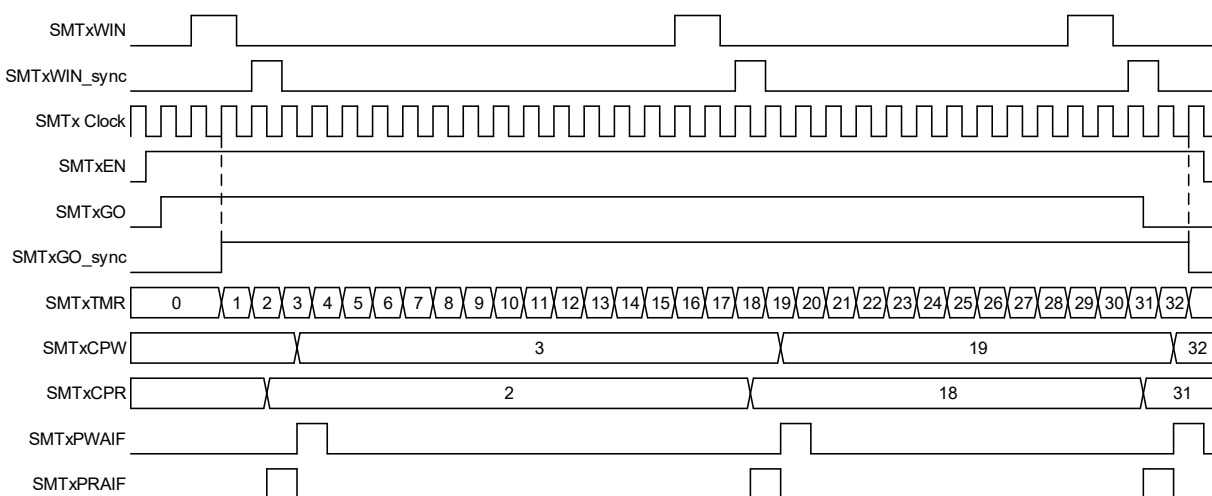 SMTxWIN
SMTxWIN_sync
SMTx Clock
SMTxEN
SMTxGO
SMTxGO_sync
SMTxTMR 0 1 2 3 4 5 6 7 8 9 10 11 12 13 14 15 16 17 18 19 20 21 22 23 24 25 26 27 28 29 30 31 32
SMTxCPW 3 19 32
SMTxCPR 2 18 31
SMTxPWAIF
SMTxPRAIF